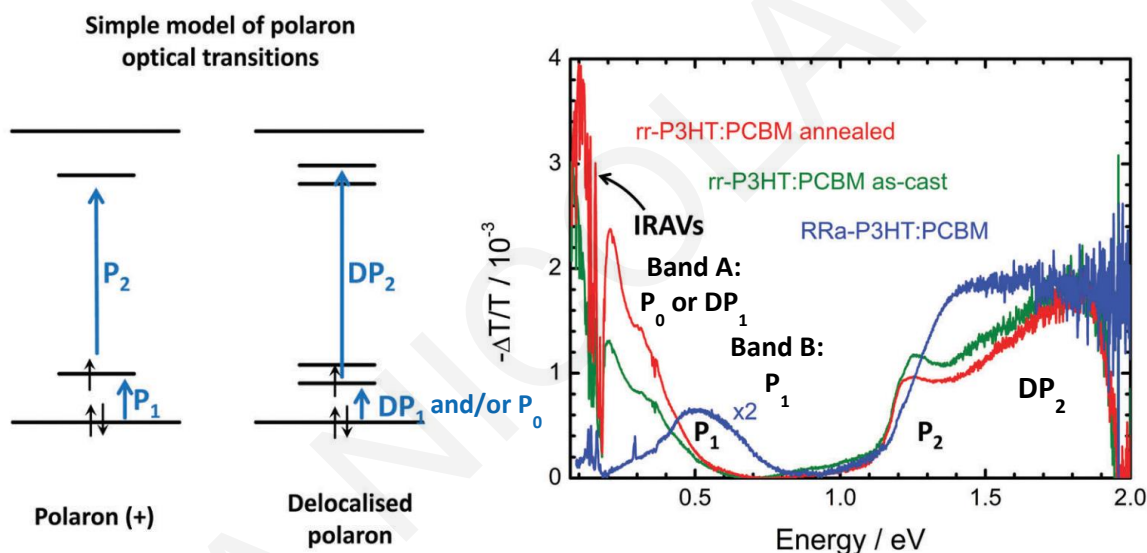 Simple model of polaron
optical transitions
P2
P1
Polaron (+)
DP2
DP1 and/or P0
Delocalised
polaron
-ΔT/T / 10-3
4
3
2
1
0
rr-P3HT:PCBM annealed
rr-P3HT:PCBM as-cast
RRa-P3HT:PCBM
IRAVs
Band A:
P0 or DP1
Band B:
P1
P1
x2
P2
DP2
0.5
1.0
1.5
2.0
Energy / eV